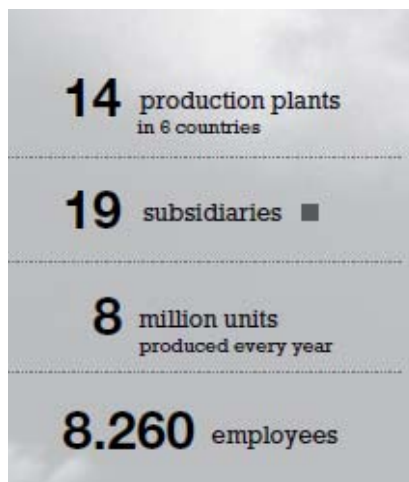 14 production plants
in 6 countries
19 subsidiaries
8 million units
produced every year
8.260 employees